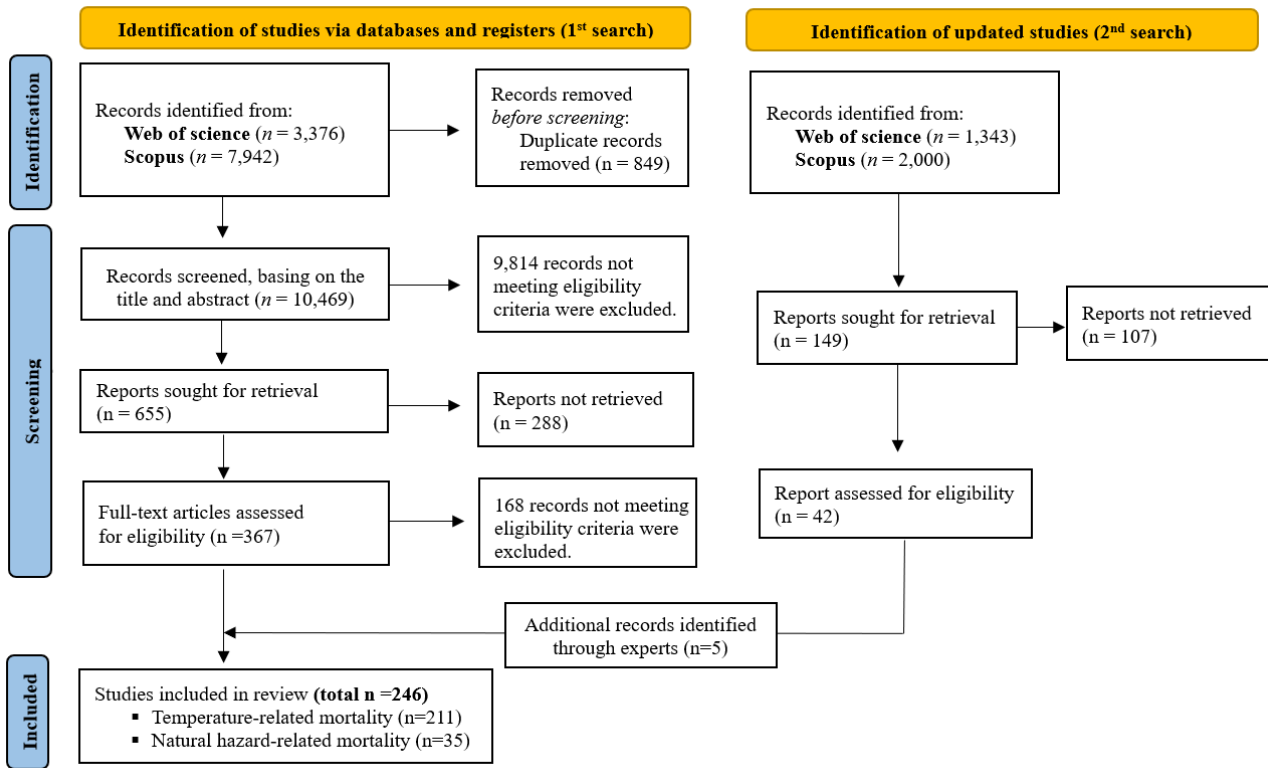 Identification of studies via databases and registers (1st search)
Identification of updated studies (2nd search)
Identification
Records identified from:
Web of science (n = 3,376)
Scopus (n = 7,942)
Records removed
before screening:
Duplicate records
removed (n = 849)
Records identified from:
Web of science (n = 1,343)
Scopus (n = 2,000)
Screening
Records screened, basing on the
title and abstract (n = 10,469)
9,814 records not
meeting eligibility
criteria were excluded.
Reports sought for retrieval
(n = 149)
Reports not retrieved
(n = 107)
Reports sought for retrieval
(n = 655)
Reports not retrieved
(n = 288)
Full-text articles assessed
for eligibility (n =367)
168 records not meeting
eligibility criteria were
excluded.
Report assessed for eligibility
(n = 42)
Additional records identified
through experts (n=5)
Included
Studies included in review (total n =246)
▪ Temperature-related mortality (n=211)
▪ Natural hazard-related mortality (n=35)